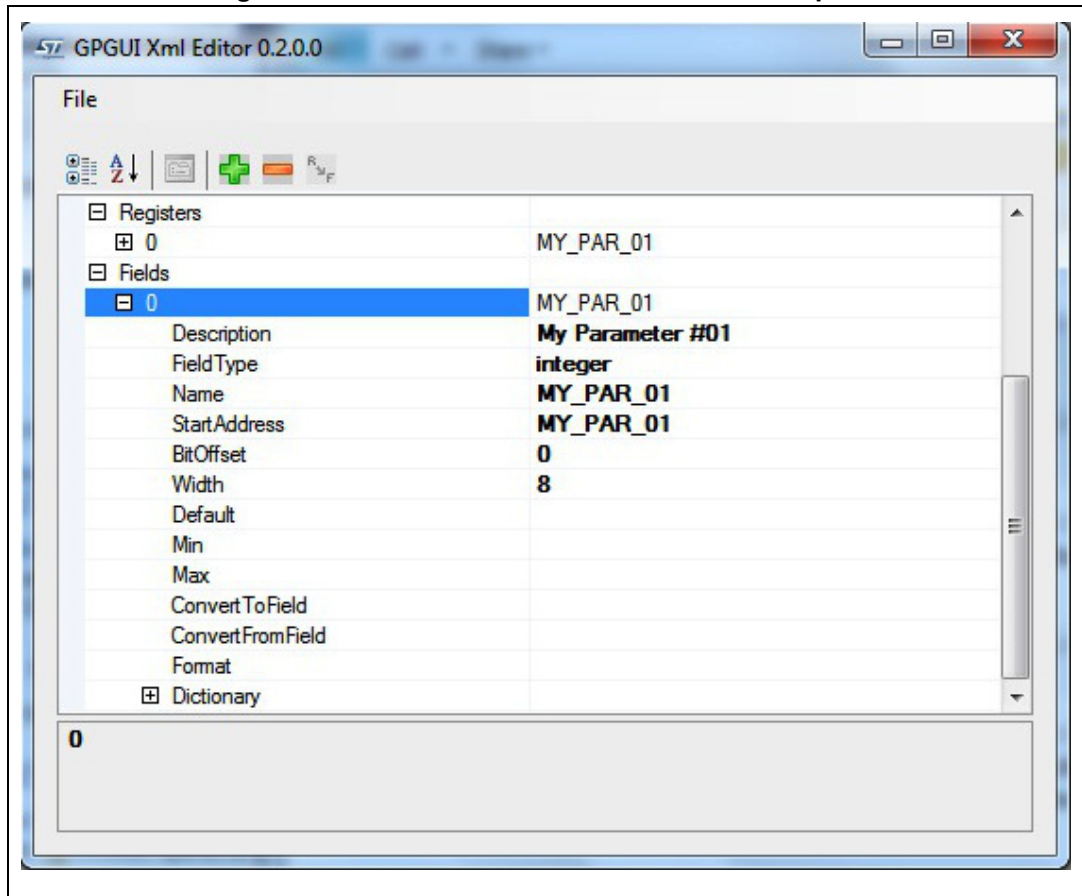 GPGUI Xml Editor 0.2.0.0
File
Registers
0 MY_PAR_01
Fields
0 MY_PAR_01
Description My Parameter #01
FieldType integer
Name MY_PAR_01
StartAddress MY_PAR_01
BitOffset 0
Width 8
Default
Min
Max
ConvertToField
ConvertFromField
Format
Dictionary
0